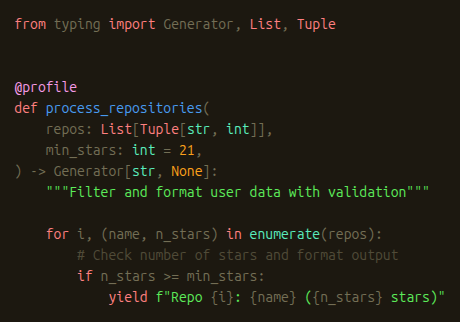 from typing import Generator, List, Tuple
@profile
def process_repositories(
    repos: List[Tuple[str, int]],
    min_stars: int = 21,
) -> Generator[str, None]:
    """Filter and format user data with validation"""
    for i, (name, n_stars) in enumerate(repos):
        # Check number of stars and format output
        if n_stars >= min_stars:
            yield f"Repo {i}: {name} ({n_stars} stars)"